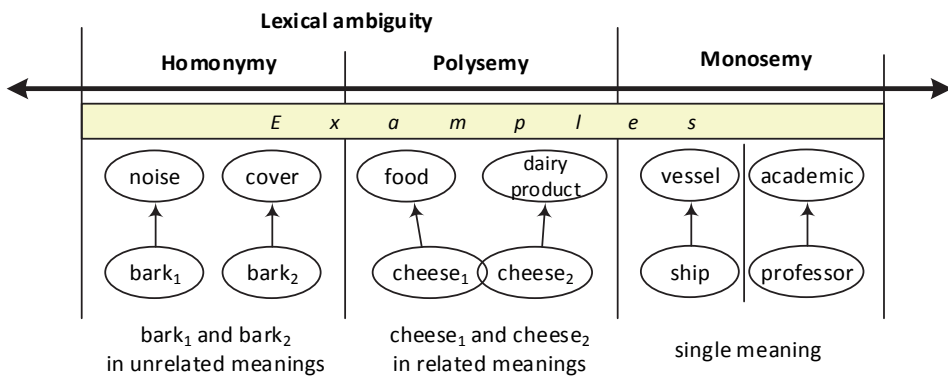 Lexical ambiguity
Homonymy Polysemy Monosemy
E x a m p l e s
noise cover food dairy product vessel academic
bark₁ bark₂ cheese₁ cheese₂ ship professor
bark₁ and bark₂
in unrelated meanings
cheese₁ and cheese₂
in related meanings
single meaning